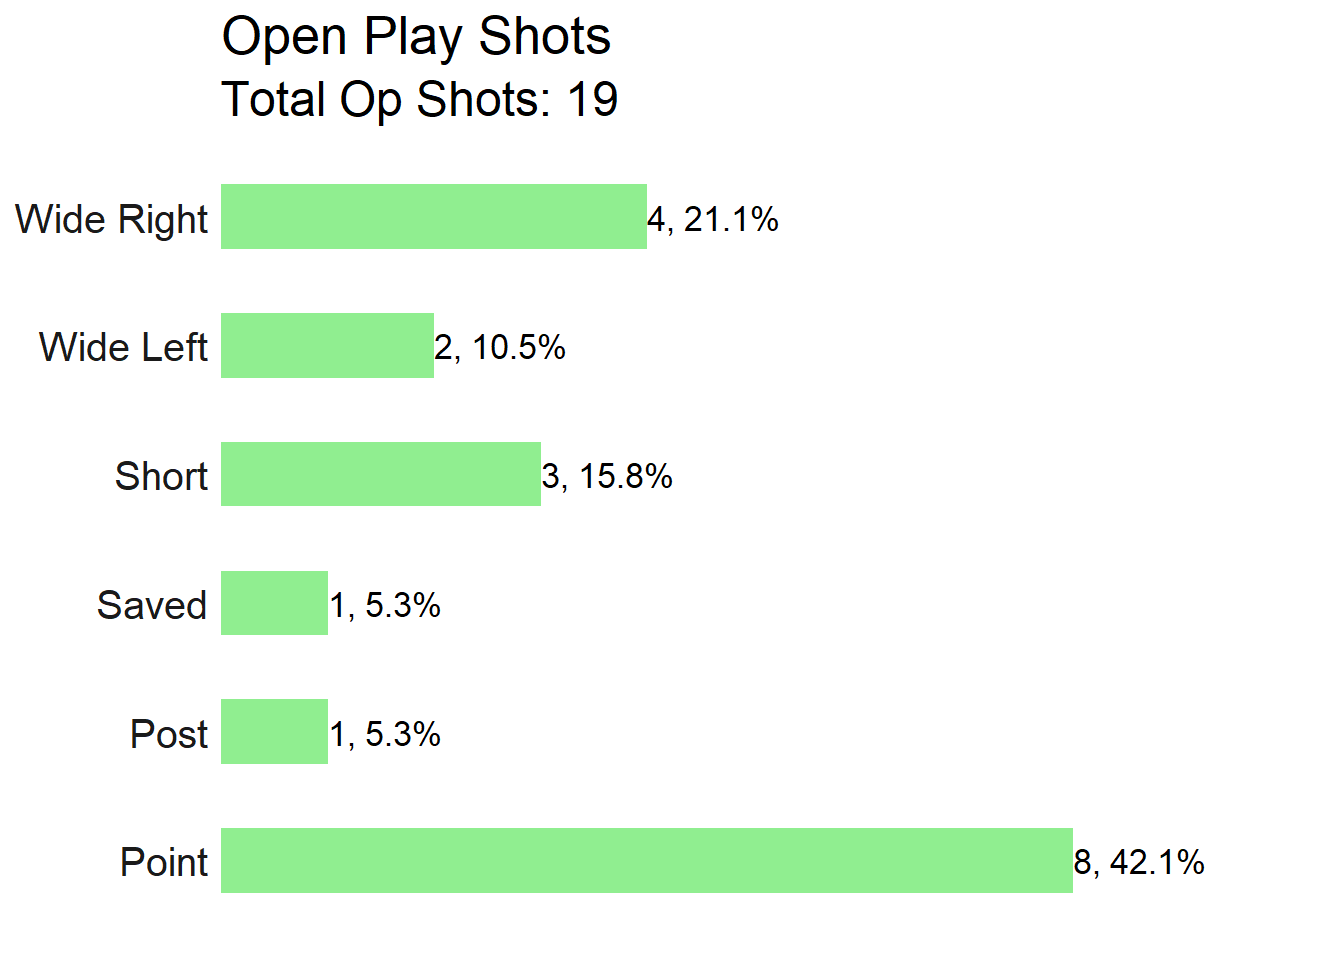 Open Play Shots
Total Op Shots: 19
Wide Right 4, 21.1%
Wide Left 2, 10.5%
Short 3, 15.8%
Saved 1, 5.3%
Post 1, 5.3%
Point 8, 42.1%